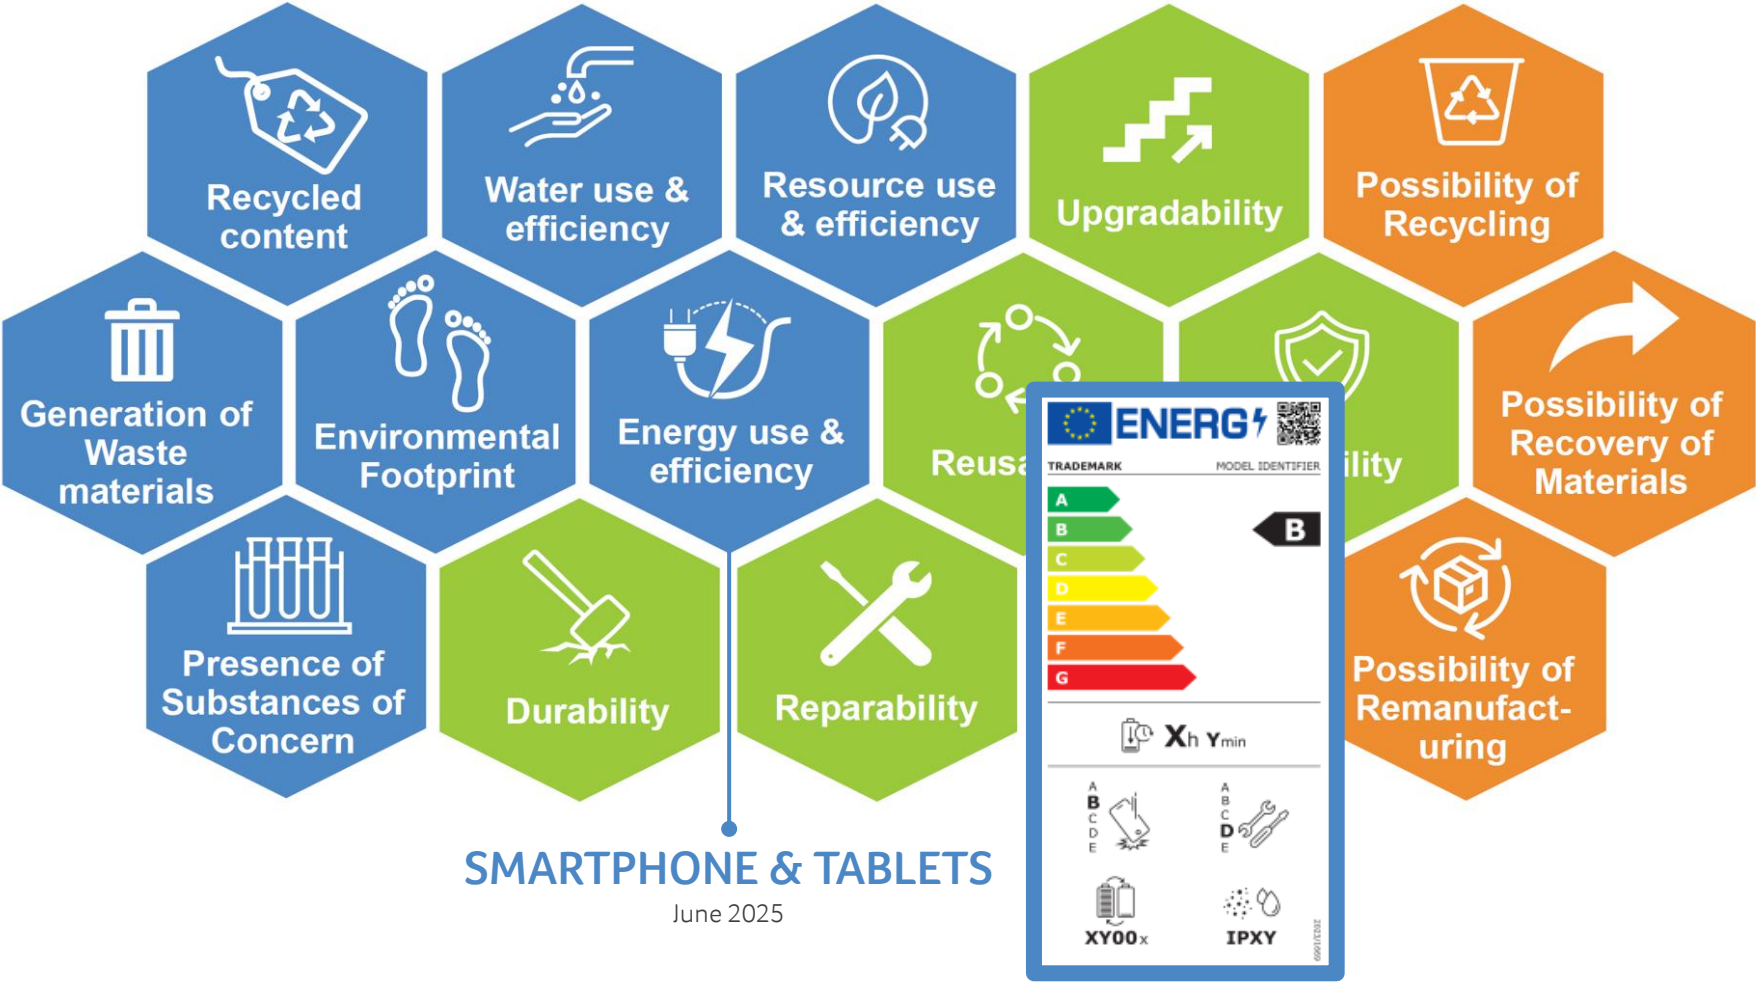 Recycled
content
Water use &
efficiency
Resource use
& efficiency
Upgradability
Possibility of
Recycling
Generation of
Waste
materials
Environmental
Footprint
Energy use &
efficiency
Possibility of
Recovery of
Materials
Presence of
Substances of
Concern
Durability
Reparability
Possibility of
Remanufact-
uring
ENERG
TRADEMARK MODEL IDENTIFIER
A
B
B
C
D
E
F
G
Xh Ymin
A
B
C
D
E
A
B
C
D
E
XY00x
IPXY
2023/1669
SMARTPHONE & TABLETS
June 2025